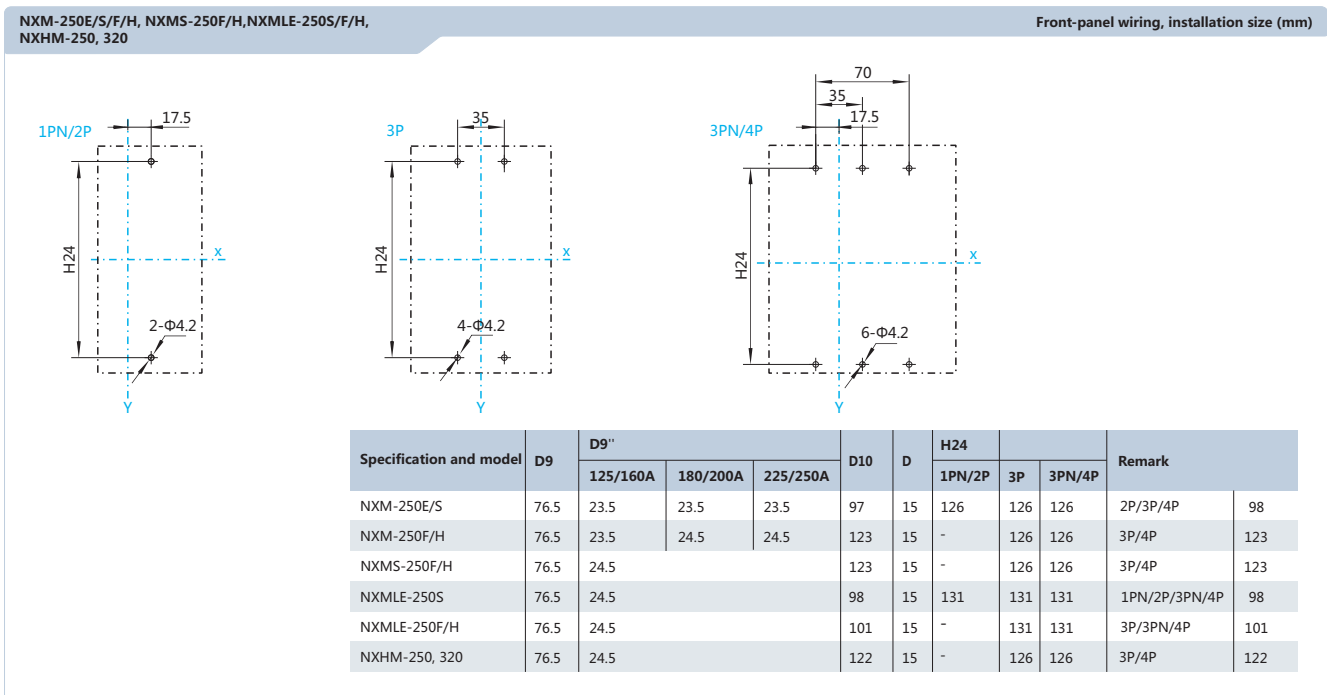 NXM-250E/S/F/H, NXMS-250F/H,NXMLE-250S/F/H,
NXHM-250, 320
Front-panel wiring, installation size (mm)
1PN/2P
17.5
H24
x
2-Φ4.2
Y
3P
35
H24
x
4-Φ4.2
Y
3PN/4P
70
35
17.5
H24
x
6-Φ4.2
Y
Specification and model D9 D9'' D10 D H24 Remark
125/160A 180/200A 225/250A 1PN/2P 3P 3PN/4P
NXM-250E/S 76.5 23.5 23.5 23.5 97 15 126 126 126 2P/3P/4P 98
NXM-250F/H 76.5 23.5 24.5 24.5 123 15 - 126 126 3P/4P 123
NXMS-250F/H 76.5 24.5 123 15 - 126 126 3P/4P 123
NXMLE-250S 76.5 24.5 98 15 131 131 131 1PN/2P/3PN/4P 98
NXMLE-250F/H 76.5 24.5 101 15 - 131 131 3P/3PN/4P 101
NXHM-250, 320 76.5 24.5 122 15 - 126 126 3P/4P 122